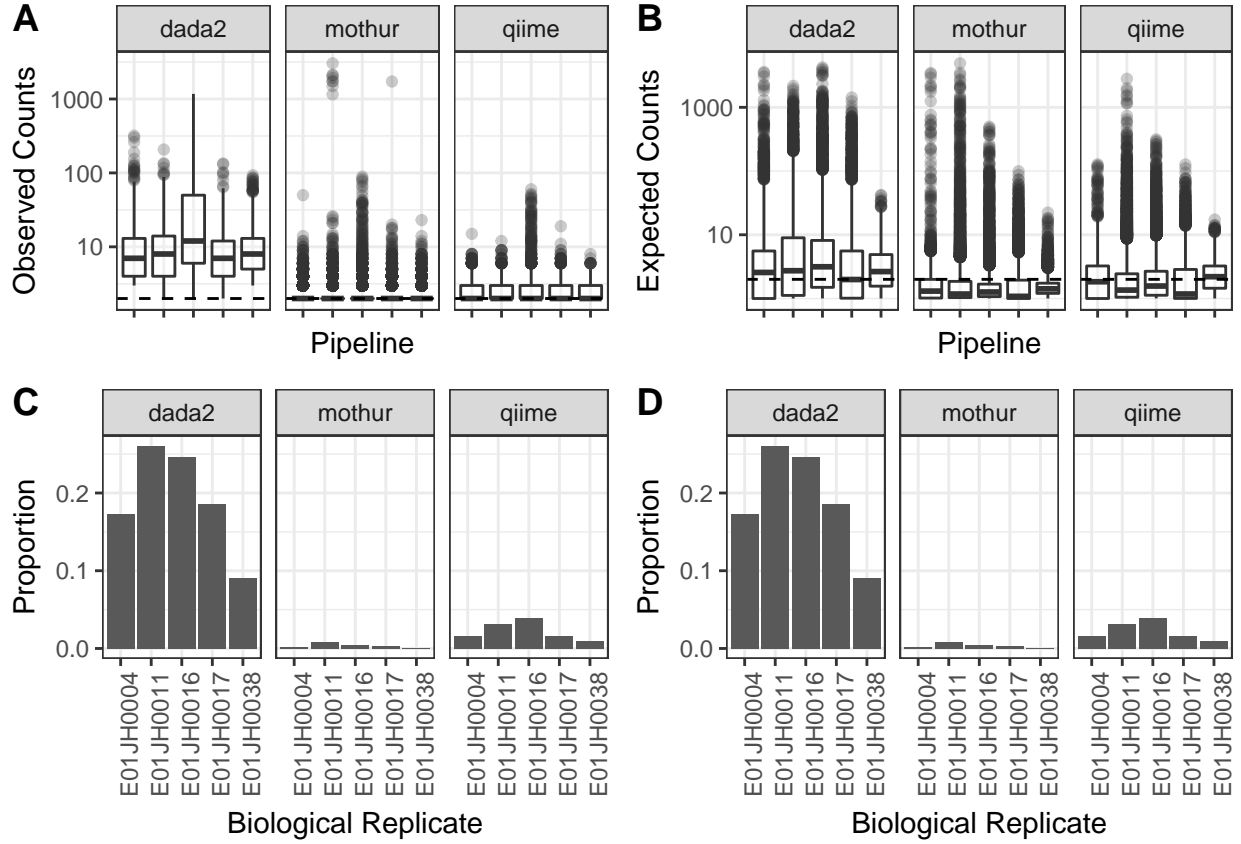 A
dada2 mothur qiime
Observed Counts
1000
100
10
Pipeline
B
dada2 mothur qiime
Expected Counts
1000
10
Pipeline
C
dada2 mothur qiime
Proportion
0.2
0.1
0.0
E01JH0004
E01JH0011
E01JH0016
E01JH0017
E01JH0038
E01JH0004
E01JH0011
E01JH0016
E01JH0017
E01JH0038
E01JH0004
E01JH0011
E01JH0016
E01JH0017
E01JH0038
Biological Replicate
D
dada2 mothur qiime
Proportion
0.2
0.1
0.0
E01JH0004
E01JH0011
E01JH0016
E01JH0017
E01JH0038
E01JH0004
E01JH0011
E01JH0016
E01JH0017
E01JH0038
E01JH0004
E01JH0011
E01JH0016
E01JH0017
E01JH0038
Biological Replicate